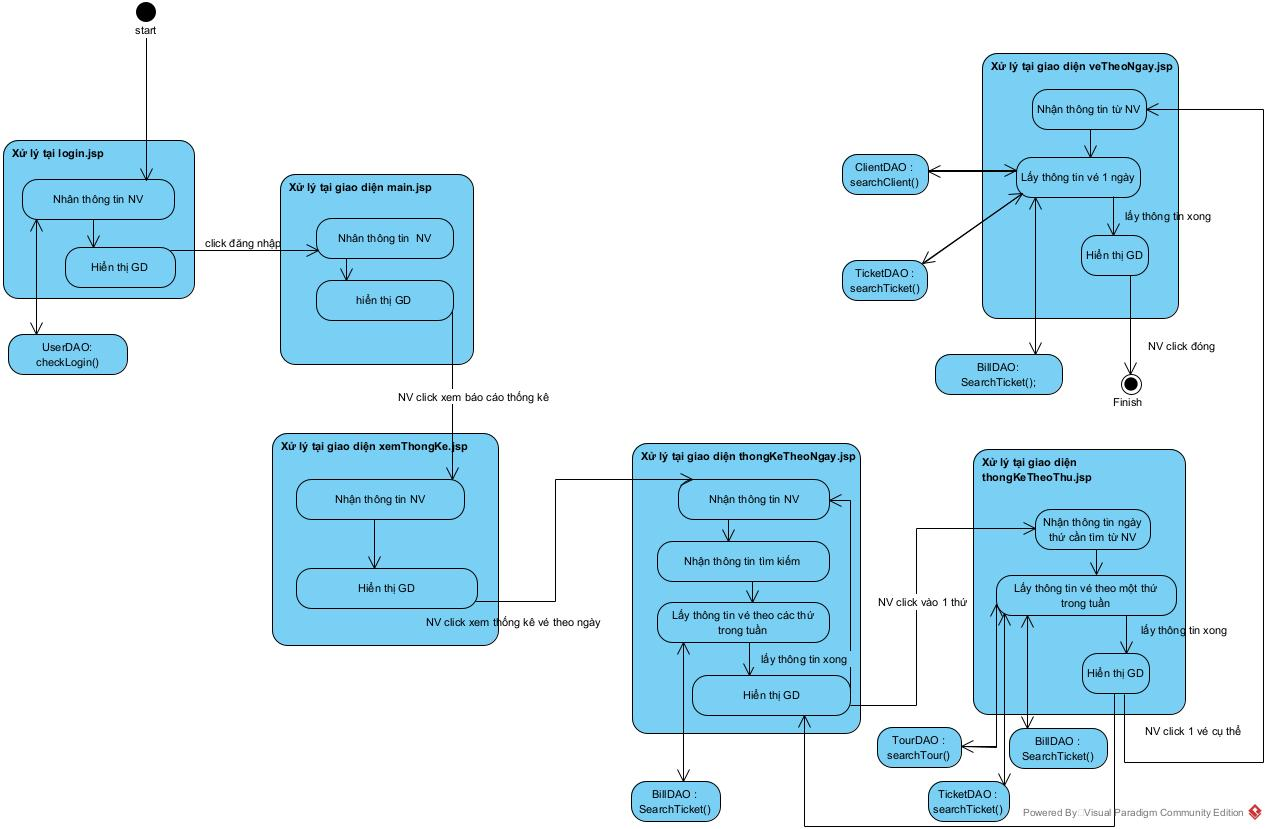 start
Xử lý tại login.jsp
Nhân thông tin NV
Hiển thị GD
click đăng nhập
UserDAO:
checkLogin()
Xử lý tại giao diện main.jsp
Nhân thông tin NV
hiển thị GD
NV click xem báo cáo thống kê
Xử lý tại giao diện xemThongKe.jsp
Nhận thông tin NV
Hiển thị GD
NV click xem thống kê vé theo ngày
Xử lý tại giao diện thongKeTheoNgay.jsp
Nhận thông tin NV
Nhận thông tin tìm kiếm
Lấy thông tin vé theo các thứ
trong tuần
lấy thông tin xong
Hiển thị GD
BillDAO :
SearchTicket()
NV click vào 1 thứ
Xử lý tại giao diện
thongKeTheoThu.jsp
Nhận thông tin ngày
thứ cần tìm từ NV
Lấy thông tin vé theo một thứ
trong tuần
lấy thông tin xong
Hiển thị GD
TourDAO :
searchTour()
BillDAO :
SearchTicket()
TicketDAO :
searchTicket()
NV click 1 vé cụ thể
Xử lý tại giao diện veTheoNgay.jsp
Nhận thông tin từ NV
Lấy thông tin vé 1 ngày
lấy thông tin xong
Hiển thị GD
ClientDAO :
searchClient()
TicketDAO :
searchTicket()
BillDAO:
SearchTicket();
NV click đóng
Finish
Powered By Visual Paradigm Community Edition